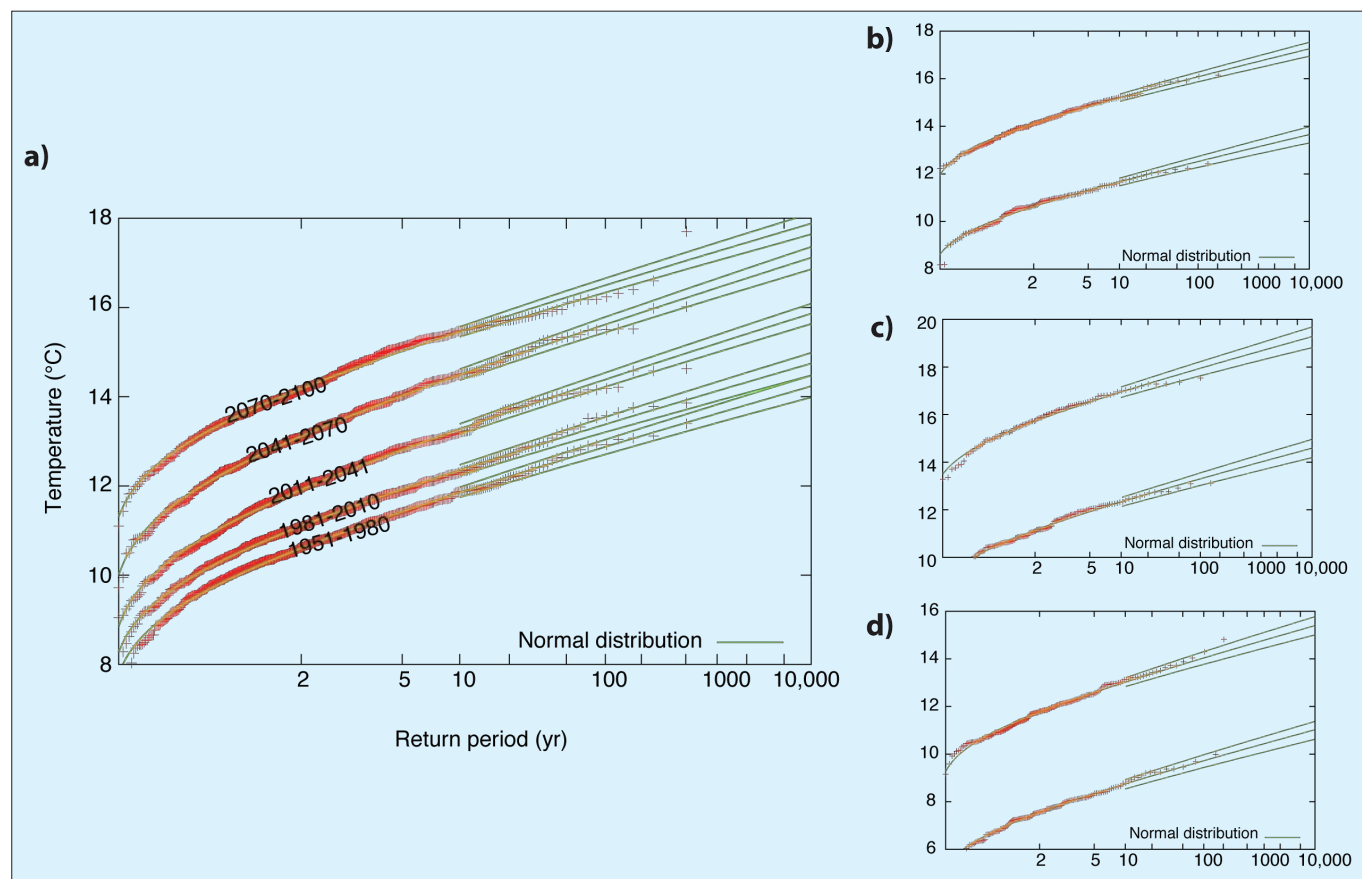 a)
18
16
14
12
10
8
Temperature (°C)
2070-2100
2041-2070
2011-2041
1981-2010
1951-1980
Normal distribution
2 5 10 100 1000 10,000
Return period (yr)
b)
18
16
14
12
10
8
Normal distribution
2 5 10 100 1000 10,000
c)
20
18
16
14
12
10
Normal distribution
2 5 10 100 1000 10,000
d)
16
14
12
10
8
6
Normal distribution
2 5 10 100 1000 10,000